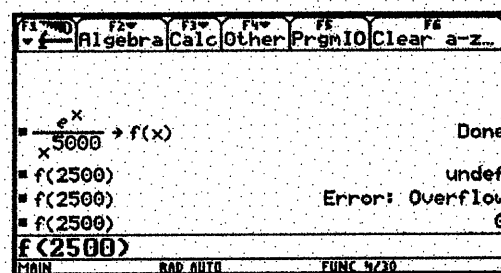 F1 F2 F3 F4 F5 F6
Algebra Calc Other PrgmIO Clear a-z…
e^x / x^5000 → f(x) Done
f(2500) undef
f(2500) Error: Overflow
f(2500) 0
f(2500)
MAIN RAD AUTO FUNC 4/30